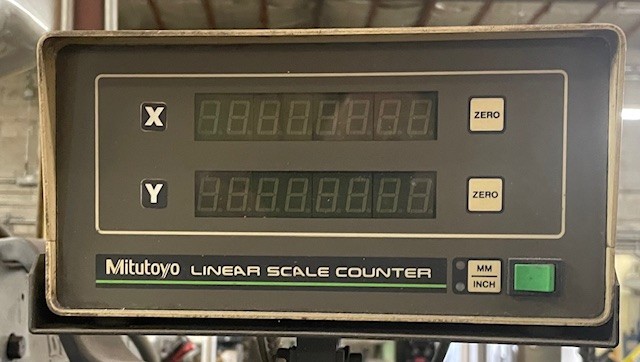 X ZERO
Y ZERO
Mitutoyo LINEAR SCALE COUNTER
MM
INCH